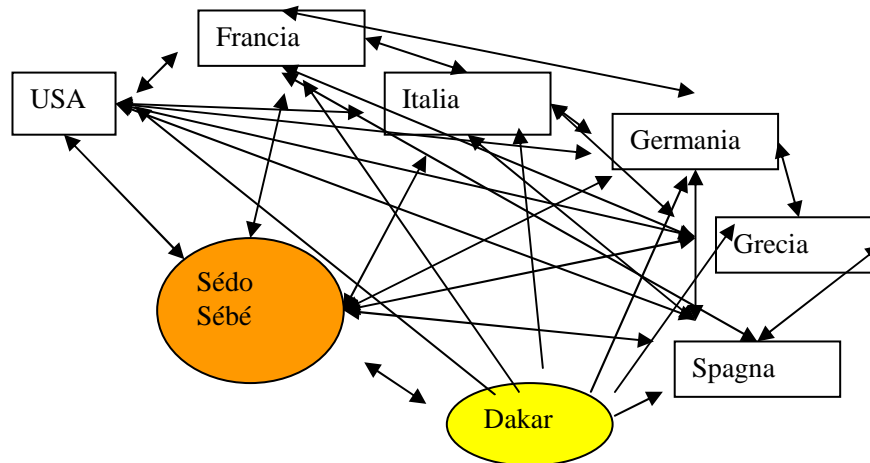 Francia
USA
Italia
Germania
Grecia
Sédo
Sébé
Spagna
Dakar